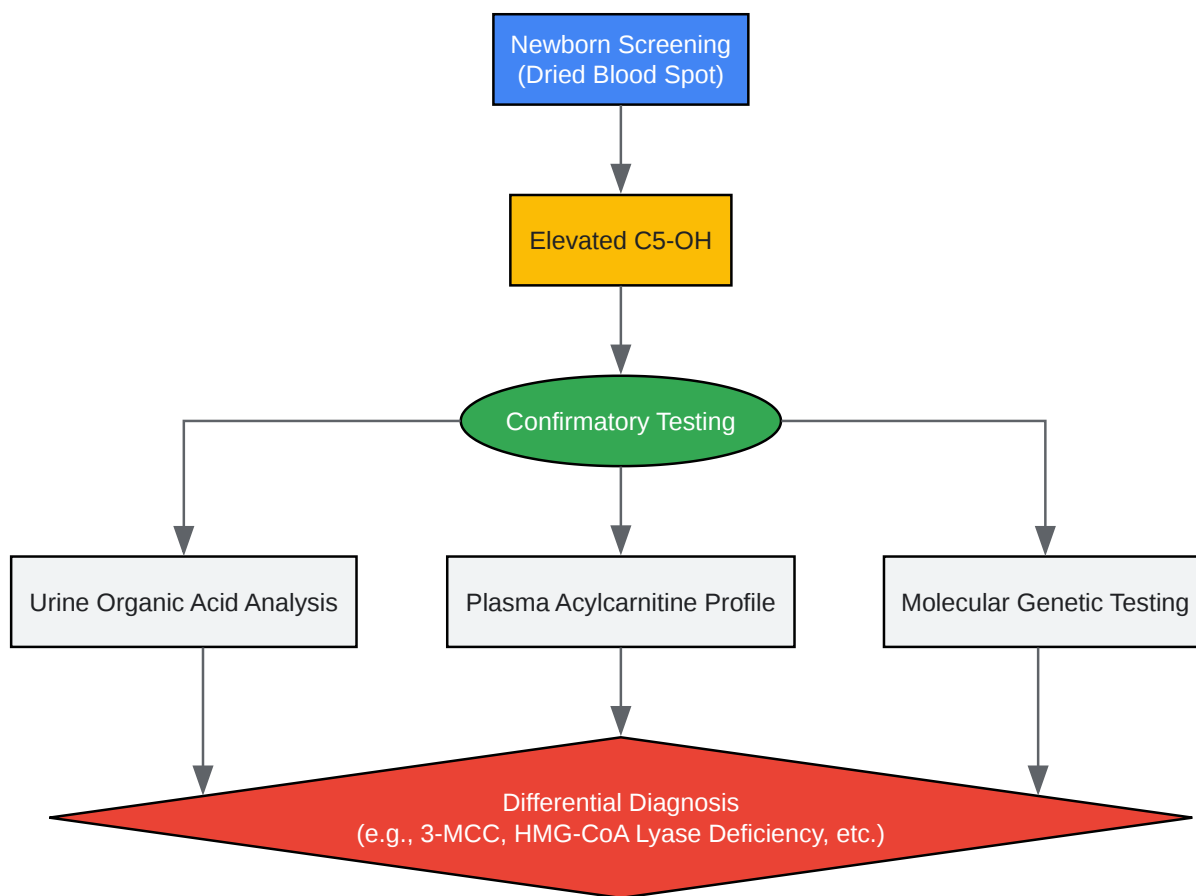 Newborn Screening
(Dried Blood Spot)
Elevated C5-OH
Confirmatory Testing
Urine Organic Acid Analysis
Plasma Acylcarnitine Profile
Molecular Genetic Testing
Differential Diagnosis
(e.g., 3-MCC, HMG-CoA Lyase Deficiency, etc.)